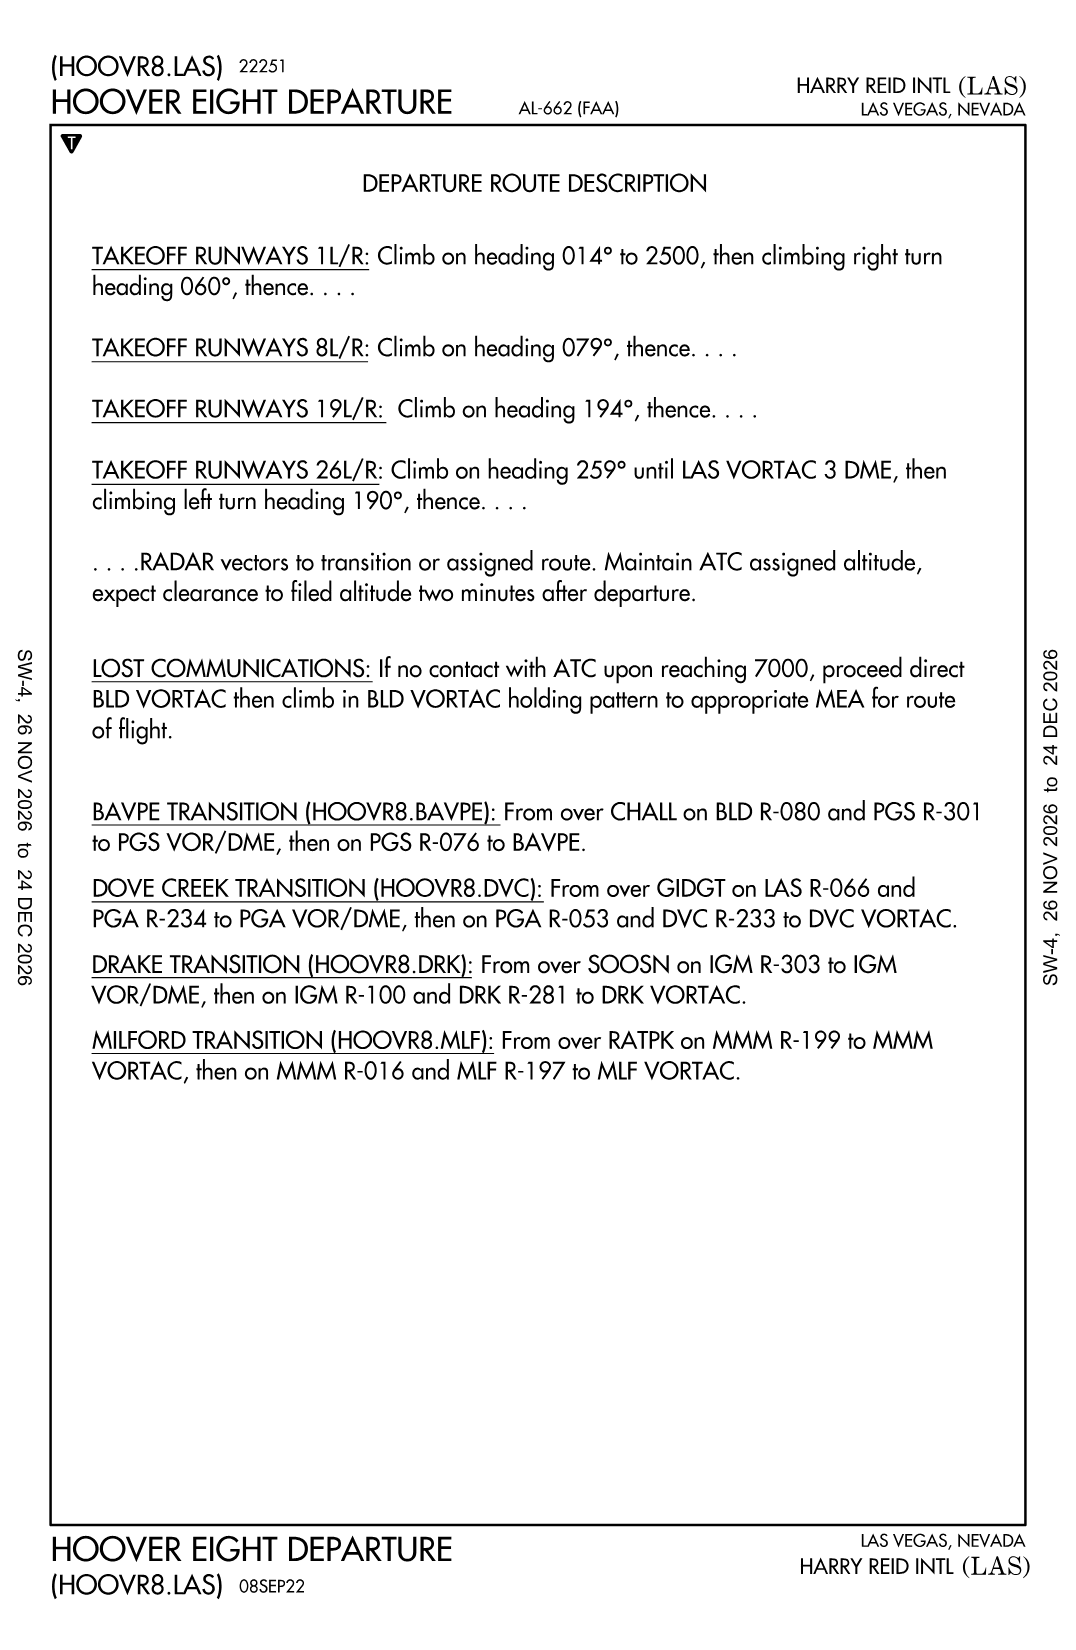 (HOOVR8.LAS) 22251
HOOVER EIGHT DEPARTURE
AL-662 (FAA)
HARRY REID INTL (LAS)
LAS VEGAS, NEVADA
T
DEPARTURE ROUTE DESCRIPTION
TAKEOFF RUNWAYS 1L/R: Climb on heading 014° to 2500, then climbing right turn
heading 060°, thence. . . .
TAKEOFF RUNWAYS 8L/R: Climb on heading 079°, thence. . . .
TAKEOFF RUNWAYS 19L/R: Climb on heading 194°, thence. . . .
TAKEOFF RUNWAYS 26L/R: Climb on heading 259° until LAS VORTAC 3 DME, then
climbing left turn heading 190°, thence. . . .
. . . .RADAR vectors to transition or assigned route. Maintain ATC assigned altitude,
expect clearance to filed altitude two minutes after departure.
LOST COMMUNICATIONS: If no contact with ATC upon reaching 7000, proceed direct
BLD VORTAC then climb in BLD VORTAC holding pattern to appropriate MEA for route
of flight.
BAVPE TRANSITION (HOOVR8.BAVPE): From over CHALL on BLD R-080 and PGS R-301
to PGS VOR/DME, then on PGS R-076 to BAVPE.
DOVE CREEK TRANSITION (HOOVR8.DVC): From over GIDGT on LAS R-066 and
PGA R-234 to PGA VOR/DME, then on PGA R-053 and DVC R-233 to DVC VORTAC.
DRAKE TRANSITION (HOOVR8.DRK): From over SOOSN on IGM R-303 to IGM
VOR/DME, then on IGM R-100 and DRK R-281 to DRK VORTAC.
MILFORD TRANSITION (HOOVR8.MLF): From over RATPK on MMM R-199 to MMM
VORTAC, then on MMM R-016 and MLF R-197 to MLF VORTAC.
SW-4, 26 NOV 2026 to 24 DEC 2026
SW-4, 26 NOV 2026 to 24 DEC 2026
HOOVER EIGHT DEPARTURE
(HOOVR8.LAS) 08SEP22
LAS VEGAS, NEVADA
HARRY REID INTL (LAS)